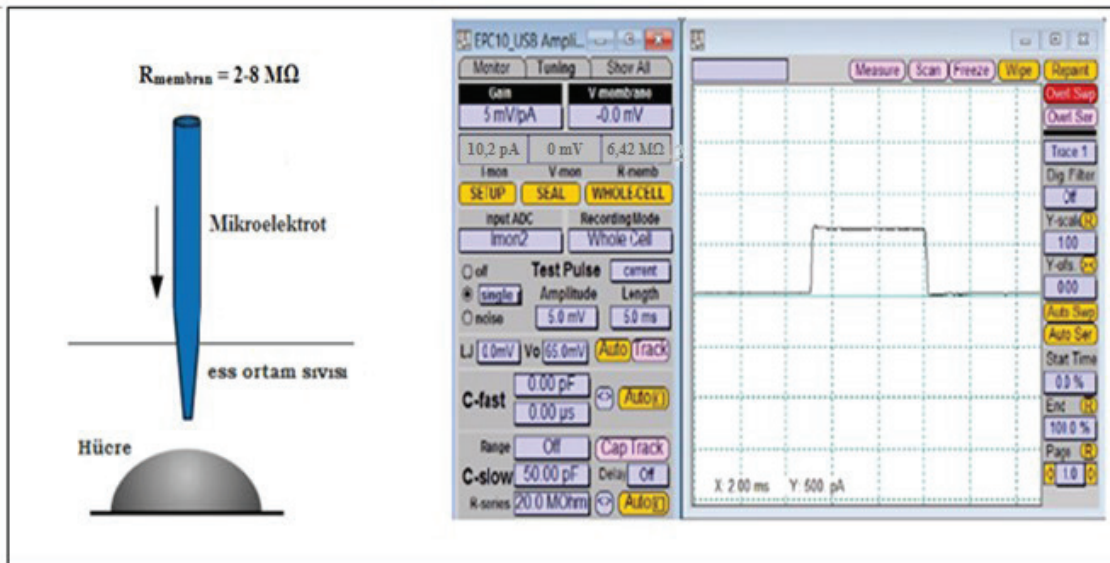 R membran = 2-8 MΩ
Mikroelektrot
ess ortam sıvısı
Hücre
EPC10_USB Ampli...
Monitor Tuning Show All
Gain V-membrane
5 mV/pA -0.0 mV
10,2 pA 0 mV 6,42 MΩ
I-mon V-mon R-memb
SETUP SEAL WHOLE-CELL
Input ADC Recording Mode
Imon2 Whole Cell
off Test Pulse current
single Amplitude Length
noise 5.0 mV 5.0 ms
LJ 0.0mV Vo 65.0mV Auto Track
C-fast 0.00 pF <> Auto
0.00 µs
Range Off Cap Track
C-slow 50.00 pF Delay Off
R-series 20.0 MOhm <> Auto
Measure Scan Freeze Wipe Repaint
Overl Swp
Overl Ser
Trace 1
Dig Filter
Off
Y-scale R
1.00
Y-ofs. <>
0.00
Auto Swp
Auto Ser
Start Time
0.0 %
End R
100.0 %
Page R
1.0
X: 2.00 ms Y: 500. pA